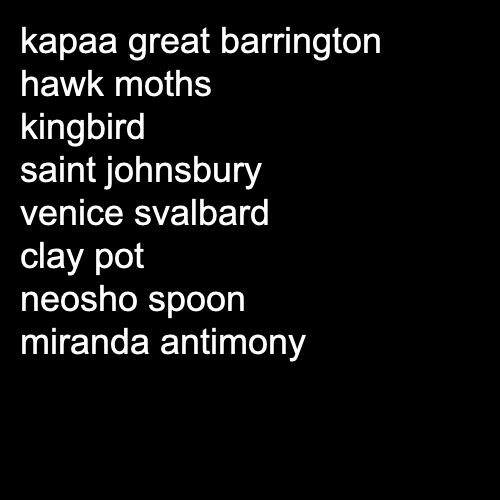 kapaa great barrington
hawk moths
kingbird
saint johnsbury
venice svalbard
clay pot
neosho spoon
miranda antimony